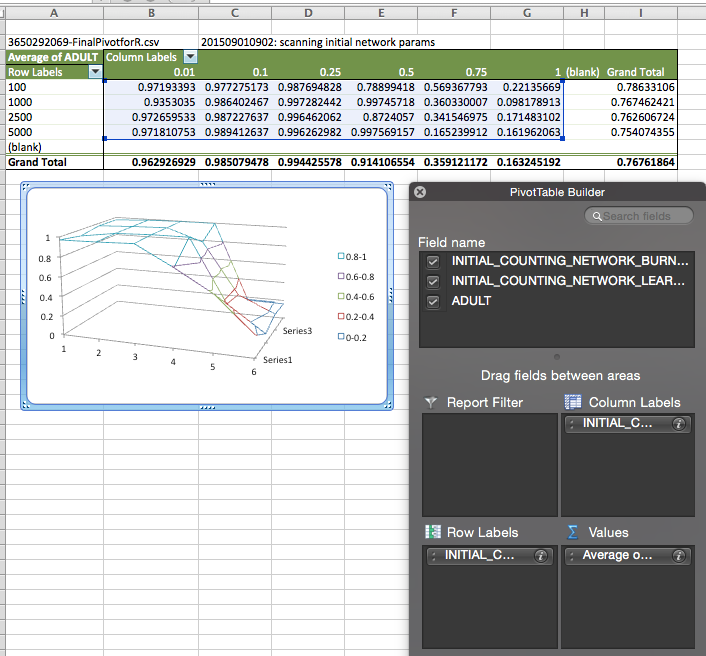 A B C D E F G H I
3650292069-FinalPivotforR.csv 201509010902: scanning initial network params
Average of ADULT Column Labels
Row Labels 0.01 0.1 0.25 0.5 0.75 1 (blank) Grand Total
100 0.97193393 0.977275173 0.987694828 0.78899418 0.569367793 0.22135669 0.78633106
1000 0.9353035 0.986402467 0.997282442 0.99745718 0.360330007 0.098178913 0.767462421
2500 0.972659533 0.987227637 0.996462062 0.8724057 0.341546975 0.171483102 0.762606724
5000 0.971810753 0.989412637 0.996262982 0.997569157 0.165239912 0.161962063 0.754074355
(blank)
Grand Total 0.962926929 0.985079478 0.994425578 0.914106554 0.359121172 0.163245192 0.76761864
1
0.8
0.6
0.4
0.2
0
1
2
3
4
5
6
Series3
Series1
0.8-1
0.6-0.8
0.4-0.6
0.2-0.4
0-0.2
PivotTable Builder
Search fields
Field name
INITIAL_COUNTING_NETWORK_BURN...
INITIAL_COUNTING_NETWORK_LEAR...
ADULT
Drag fields between areas
Report Filter Column Labels
INITIAL_C...
Row Labels Values
INITIAL_C... Average o...